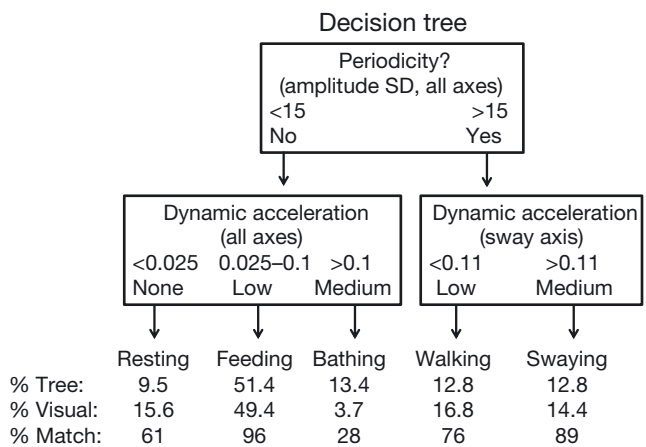 Decision tree
Periodicity?
(amplitude SD, all axes)
<15 >15
No Yes
Dynamic acceleration
(all axes)
<0.025 0.025–0.1 >0.1
None Low Medium
Dynamic acceleration
(sway axis)
<0.11 >0.11
Low Medium
Resting Feeding Bathing Walking Swaying
% Tree: 9.5 51.4 13.4 12.8 12.8
% Visual: 15.6 49.4 3.7 16.8 14.4
% Match: 61 96 28 76 89